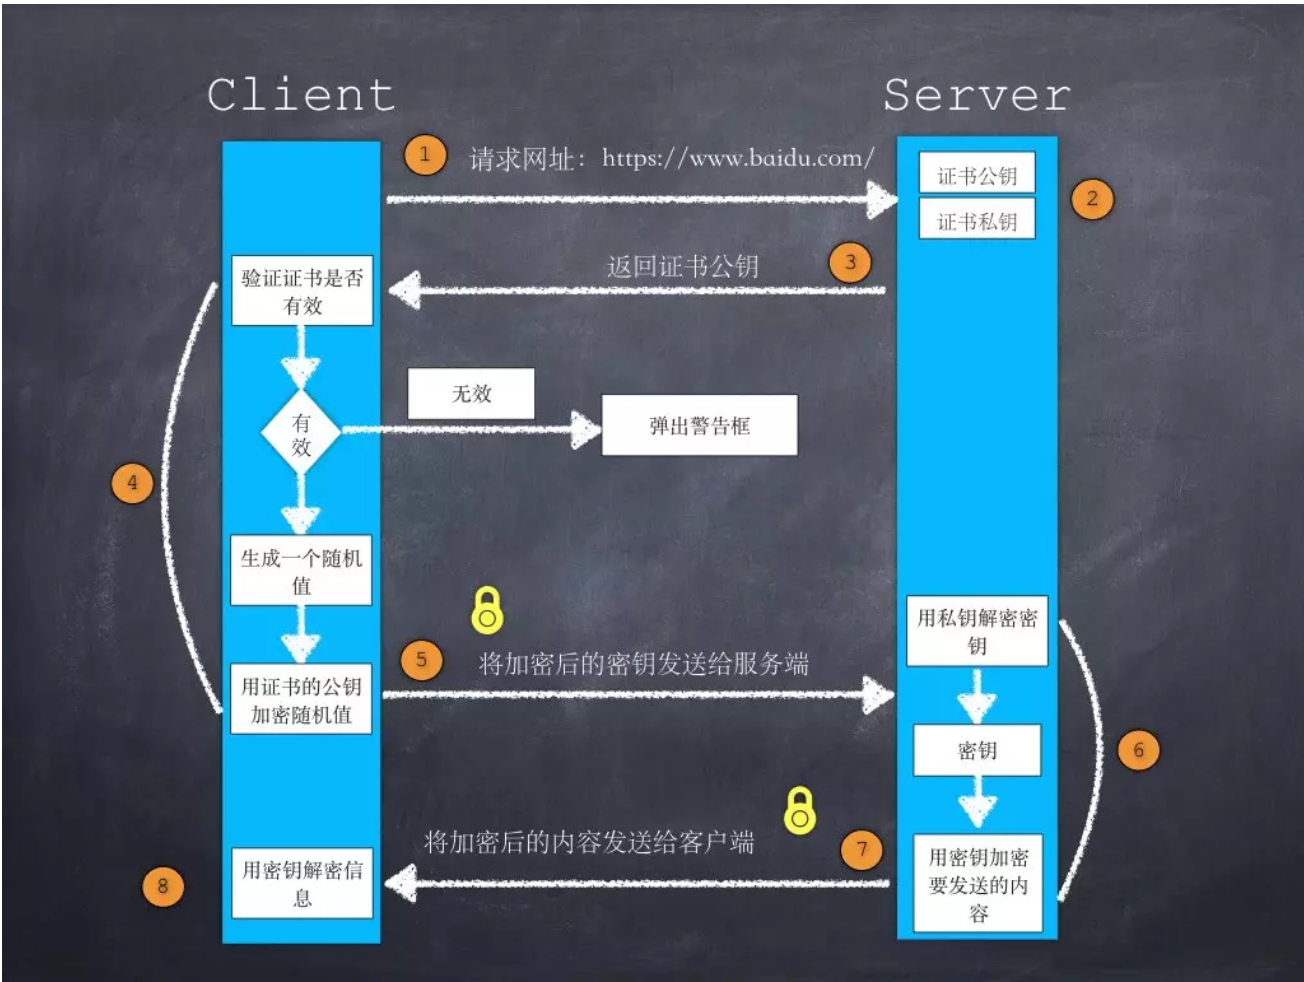 Client
Server
1
请求网址：https://www.baidu.com/
证书公钥
2
证书私钥
返回证书公钥
3
验证证书是否
有效
无效
有
效
弹出警告框
4
生成一个随机
值
用私钥解密密
钥
5
将加密后的密钥发送给服务端
用证书的公钥
加密随机值
密钥
6
将加密后的内容发送给客户端
7
用密钥加密
要发送的内
容
8
用密钥解密信
息